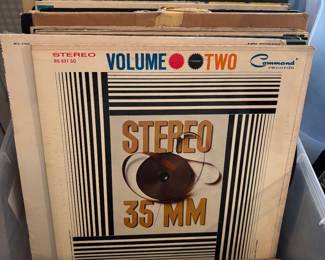 STEREO
RS 831 SD
VOLUME TWO
Command
records
STEREO
35 MM